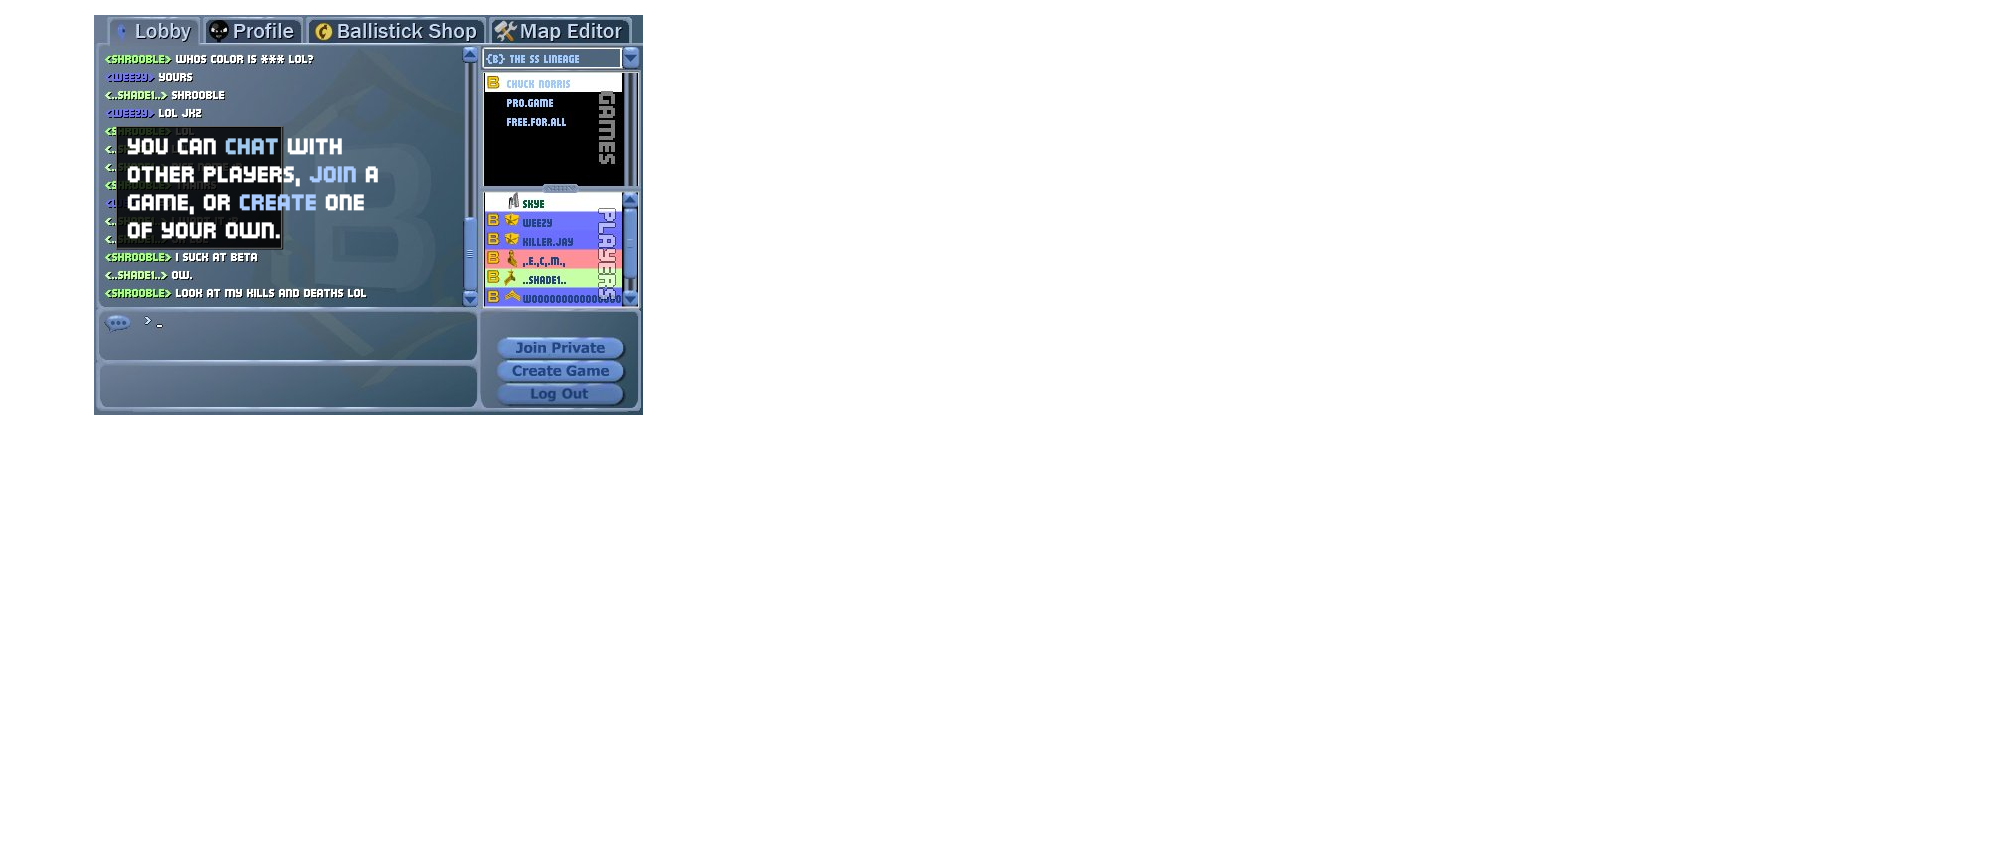 Lobby
Profile
Ballistick Shop
Map Editor
<SHROOBLE> WHOS COLOR IS *** LOL?
<WEEZY> YOURS
<..SHADE1..> SHROOBLE
<WEEZY> LOL JKZ
YOU CAN CHAT WITH
OTHER PLAYERS, JOIN A
GAME, OR CREATE ONE
OF YOUR OWN.
<SHROOBLE> I SUCK AT BETA
<..SHADE1..> OW.
<SHROOBLE> LOOK AT MY KILLS AND DEATHS LOL
>_
{B} THE SS LINEAGE
B CHUCK NORRIS
PRO.GAME
FREE.FOR.ALL
GAMES
SKYE
B WEEZY
B KILLER.JAY
B ,.E.,C,.M.,
B ..SHADE1..
B
PLAYERS
Join Private
Create Game
Log Out